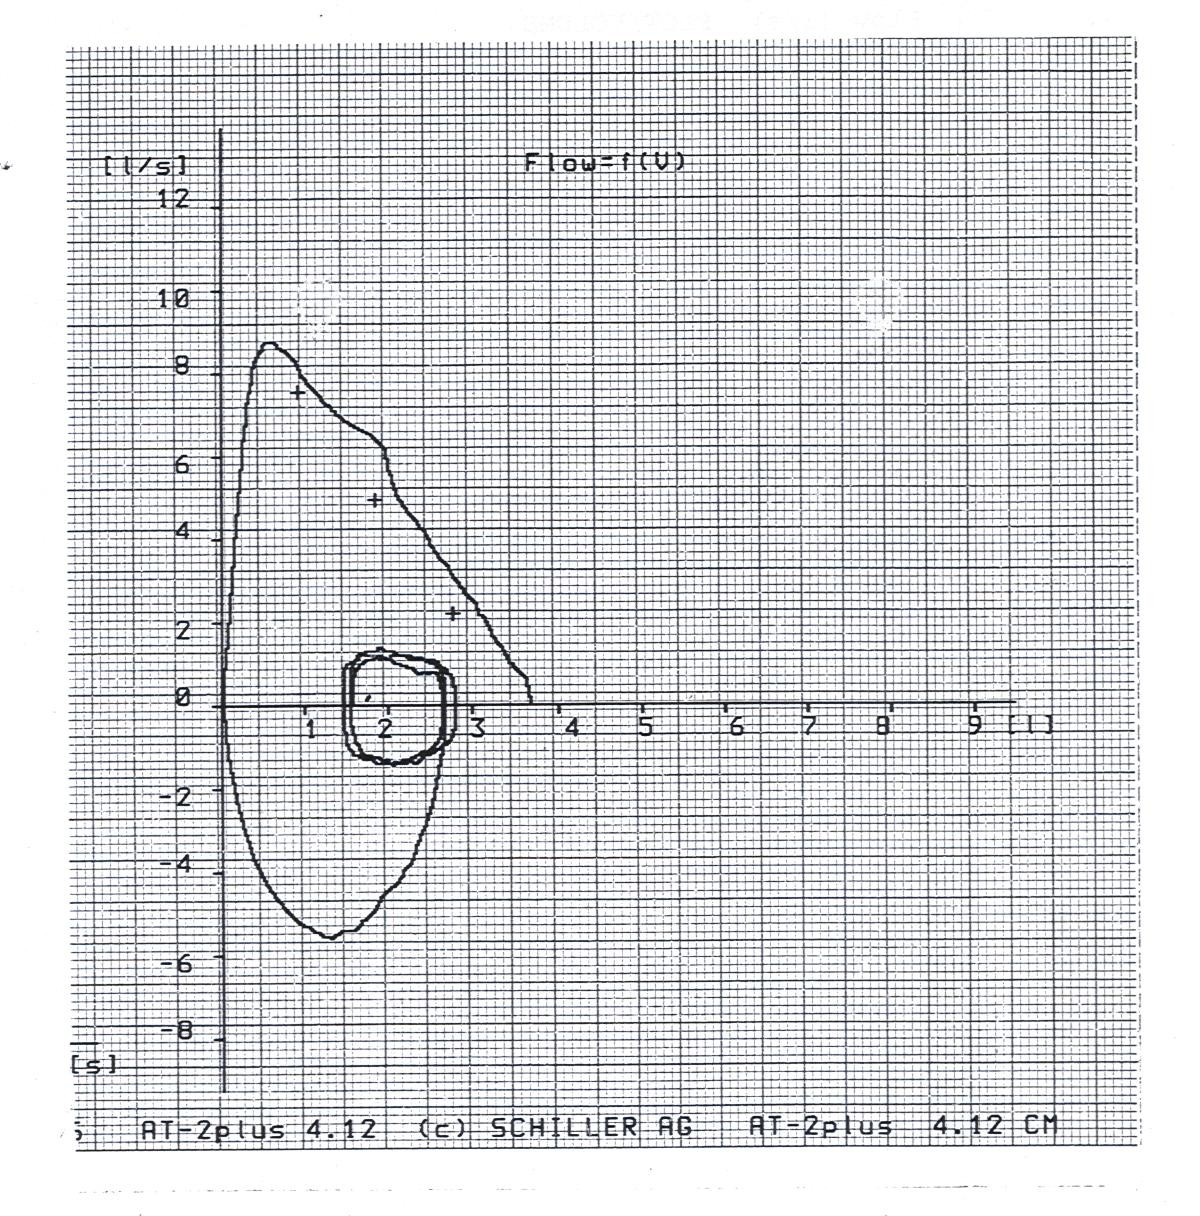 [l/s]
Flow=f(V)
12
10
8
6
4
2
0
1 2 3 4 5 6 7 8 9 [l]
-2
-4
-6
-8
[s]
AT-2plus 4.12 (c) SCHILLER AG AT-2plus 4.12 CM